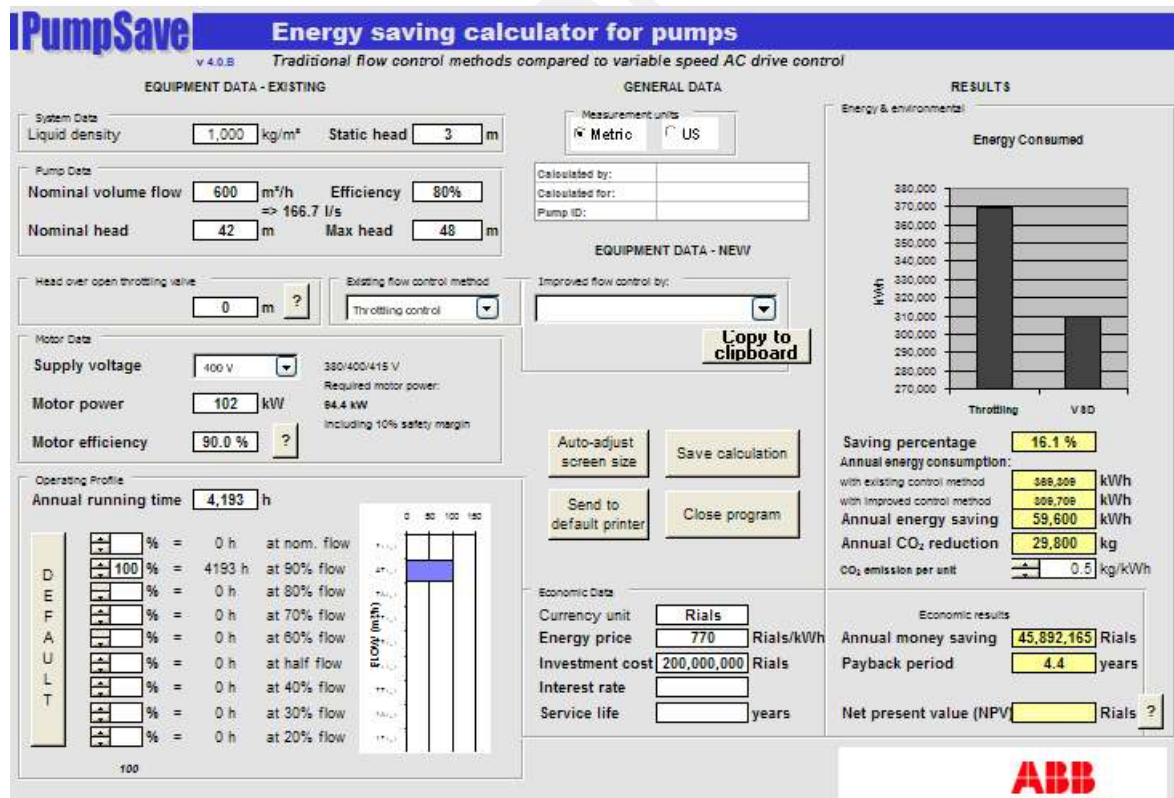 PumpSave
Energy saving calculator for pumps
v 4.0.B Traditional flow control methods compared to variable speed AC drive control
EQUIPMENT DATA - EXISTING
System Data
Liquid density 1,000 kg/m³ Static head 3 m
Pump Data
Nominal volume flow 600 m³/h Efficiency 80%
=> 166.7 l/s
Nominal head 42 m Max head 48 m
Head over open throttling valve
0 m ?
Existing flow control method
Throttling control
Motor Data
Supply voltage 400 V 380/400/415 V
Required motor power:
Motor power 102 kW 94.4 kW
Including 10% safety margin
Motor efficiency 90.0 % ?
Operating Profile
Annual running time 4,193 h
0 50 100 150
DEFAULT
% = 0 h at nom. flow
100 % = 4193 h at 90% flow
% = 0 h at 80% flow
% = 0 h at 70% flow
% = 0 h at 60% flow
% = 0 h at half flow
% = 0 h at 40% flow
% = 0 h at 30% flow
% = 0 h at 20% flow
FLOW (m³/h)
100
GENERAL DATA
Measurement units
Metric US
Calculated by:
Calculated for:
Pump ID:
EQUIPMENT DATA - NEW
Improved flow control by:
Copy to
clipboard
Auto-adjust
screen size
Save calculation
Send to
default printer
Close program
Economic Data
Currency unit Rials
Energy price 770 Rials/kWh
Investment cost 200,000,000 Rials
Interest rate
Service life years
RESULTS
Energy & environmental
Energy Consumed
380,000
370,000
360,000
350,000
340,000
330,000
320,000
310,000
300,000
290,000
280,000
270,000
kWh
Throttling VSD
Saving percentage 16.1 %
Annual energy consumption:
with existing control method 369,309 kWh
with improved control method 309,709 kWh
Annual energy saving 59,600 kWh
Annual CO₂ reduction 29,800 kg
CO₂ emission per unit 0.5 kg/kWh
Economic results
Annual money saving 45,892,165 Rials
Payback period 4.4 years
Net present value (NPV) Rials ?
ABB